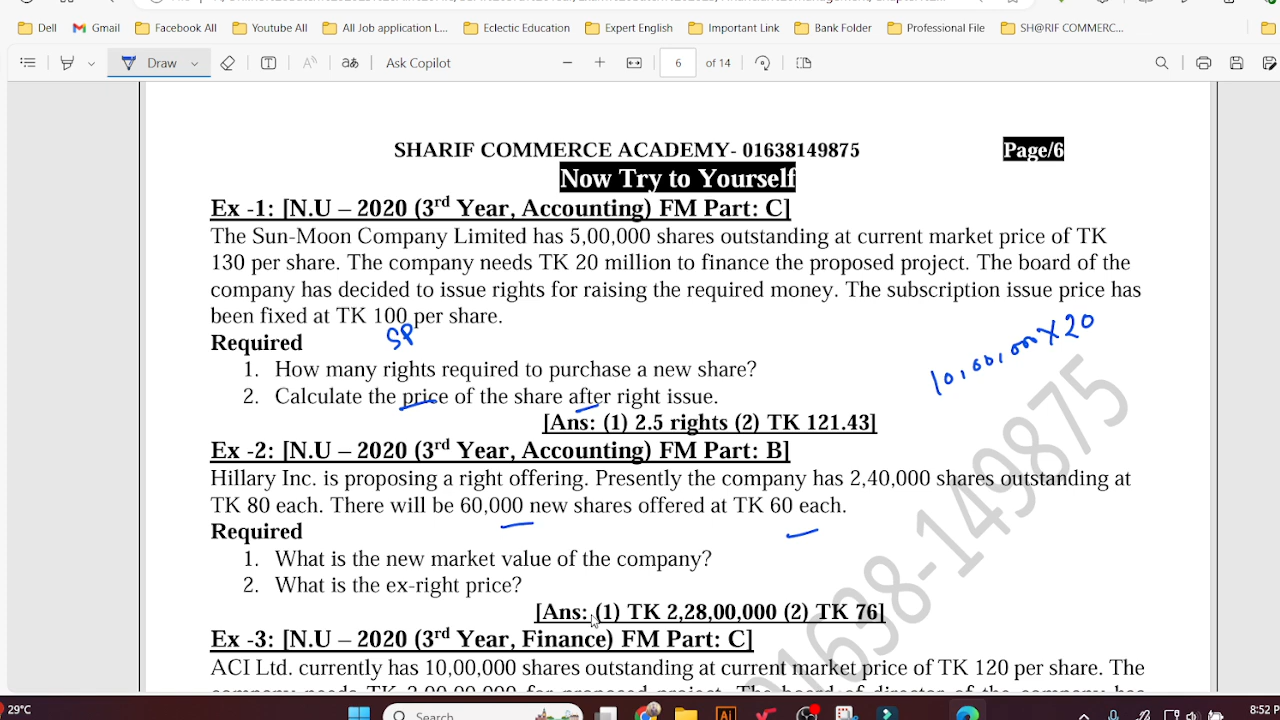 Dell Gmail Facebook All Youtube All All Job application L... Eclectic Education Expert English Important Link Bank Folder Professional File SH@RIF COMMERC...
Draw Ask Copilot 6 of 14
SHARIF COMMERCE ACADEMY- 01638149875 Page/6
Now Try to Yourself
Ex -1: [N.U – 2020 (3rd Year, Accounting) FM Part: C]
The Sun-Moon Company Limited has 5,00,000 shares outstanding at current market price of TK
130 per share. The company needs TK 20 million to finance the proposed project. The board of the
company has decided to issue rights for raising the required money. The subscription issue price has
been fixed at TK 100 per share.
SP
10,00,000 X 20
Required
1. How many rights required to purchase a new share?
2. Calculate the price of the share after right issue.
[Ans: (1) 2.5 rights (2) TK 121.43]
Ex -2: [N.U – 2020 (3rd Year, Accounting) FM Part: B]
Hillary Inc. is proposing a right offering. Presently the company has 2,40,000 shares outstanding at
TK 80 each. There will be 60,000 new shares offered at TK 60 each.
Required
1. What is the new market value of the company?
2. What is the ex-right price?
[Ans: (1) TK 2,28,00,000 (2) TK 76]
Ex -3: [N.U – 2020 (3rd Year, Finance) FM Part: C]
ACI Ltd. currently has 10,00,000 shares outstanding at current market price of TK 120 per share. The
01638-149875
29°C Search 8:52